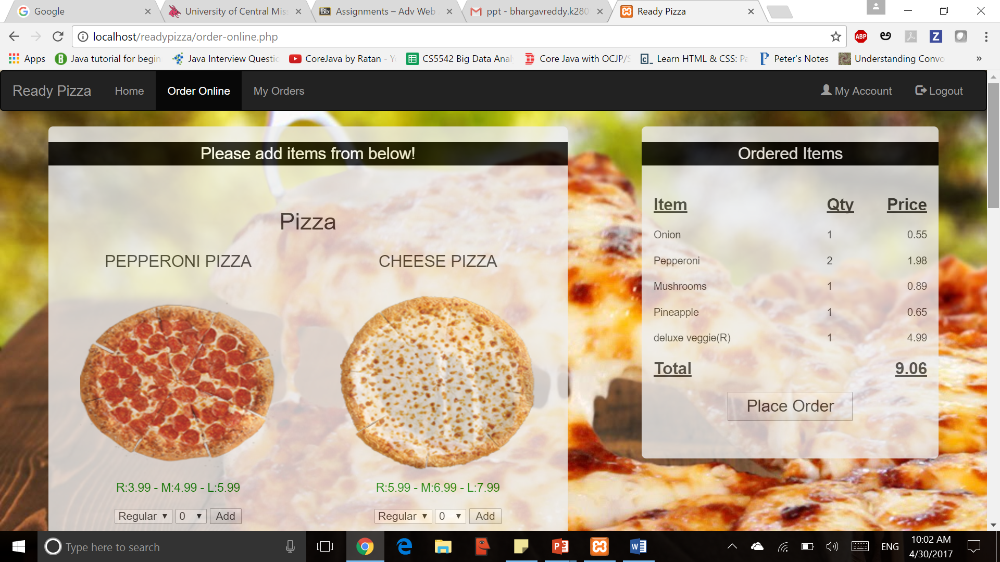 Google
University of Central Mis
Assignments – Adv Web
ppt - bhargavreddy.k280
Ready Pizza
localhost/readypizza/order-online.php
ABP
Z
Apps
Java tutorial for begin
Java Interview Questic
CoreJava by Ratan - Y
CS5542 Big Data Anal
Core Java with OCJP/S
Learn HTML & CSS: Pa
Peter's Notes
Understanding Convo
»
Ready Pizza
Home
Order Online
My Orders
My Account
Logout
Please add items from below!
Pizza
PEPPERONI PIZZA
CHEESE PIZZA
R:3.99 - M:4.99 - L:5.99
R:5.99 - M:6.99 - L:7.99
Regular 0 Add
Regular 0 Add
Ordered Items
Item Qty Price
Onion 1 0.55
Pepperoni 2 1.98
Mushrooms 1 0.89
Pineapple 1 0.65
deluxe veggie(R) 1 4.99
Total 9.06
Place Order
Type here to search
ENG
10:02 AM
4/30/2017